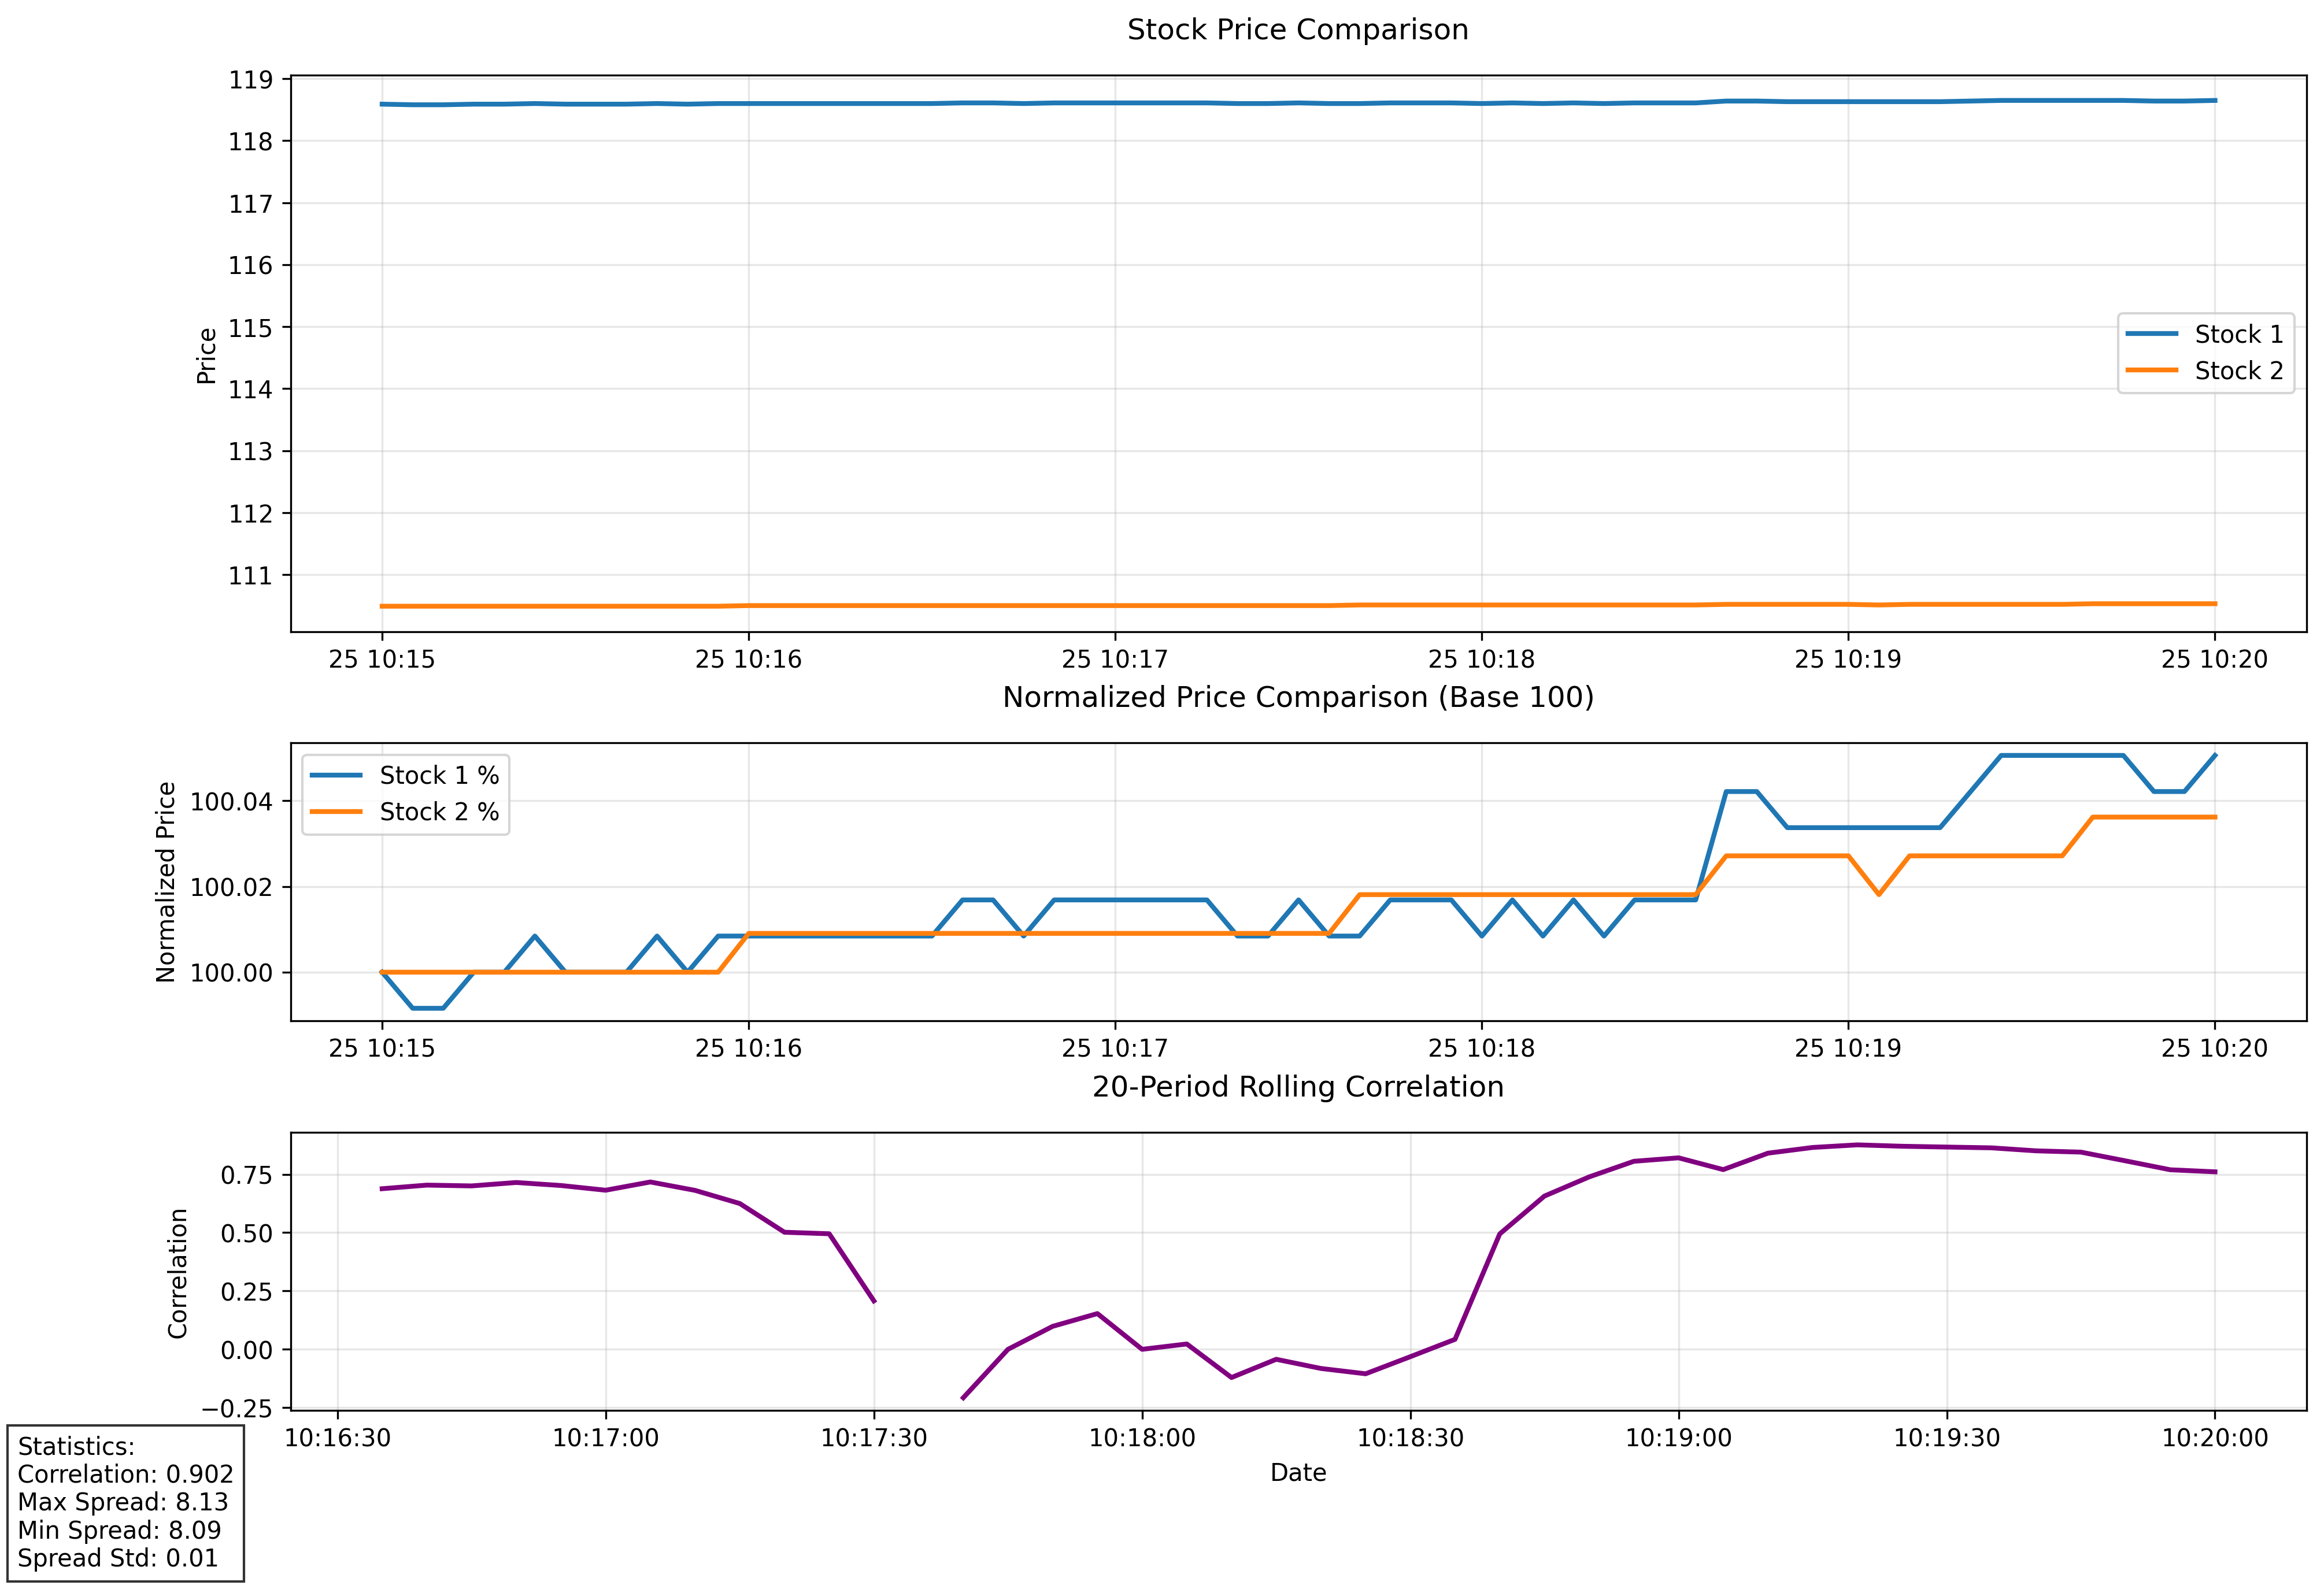 Stock Price Comparison
119
118
117
116
115
114
113
112
111
Price
Stock 1
Stock 2
25 10:15 25 10:16 25 10:17 25 10:18 25 10:19 25 10:20
Normalized Price Comparison (Base 100)
Stock 1 %
Stock 2 %
100.04
100.02
100.00
Normalized Price
25 10:15 25 10:16 25 10:17 25 10:18 25 10:19 25 10:20
20-Period Rolling Correlation
0.75
0.50
0.25
0.00
−0.25
Correlation
10:16:30 10:17:00 10:17:30 10:18:00 10:18:30 10:19:00 10:19:30 10:20:00
Date
Statistics:
Correlation: 0.902
Max Spread: 8.13
Min Spread: 8.09
Spread Std: 0.01